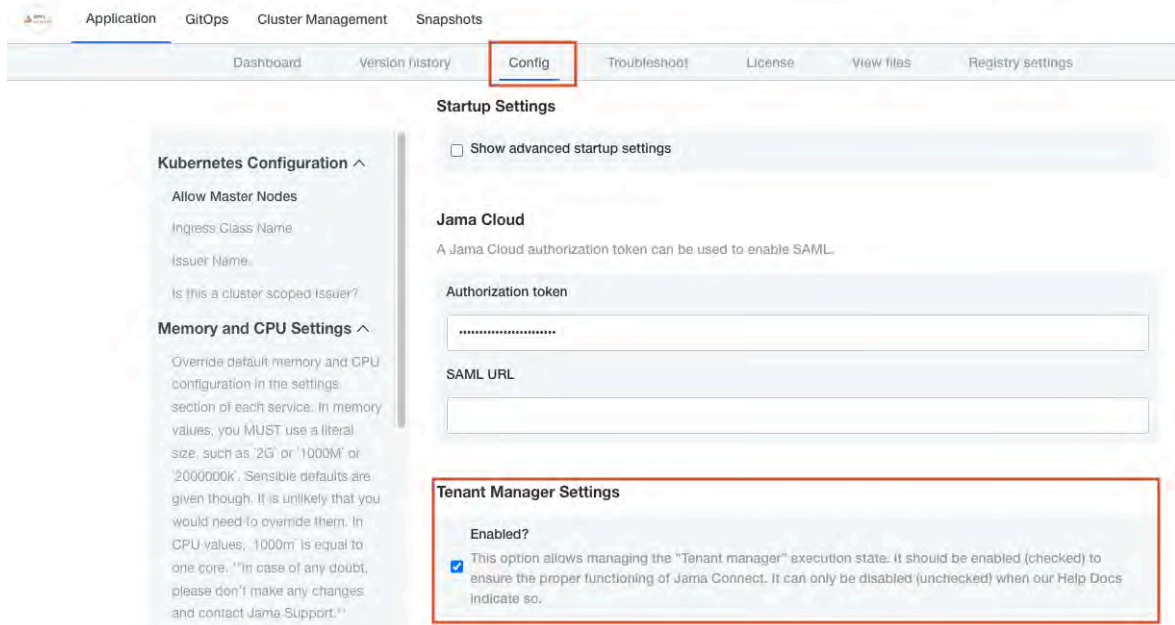 Application GitOps Cluster Management Snapshots
Dashboard Version history Config Troubleshoot License View files Registry settings
Kubernetes Configuration
Allow Master Nodes
Ingress Class Name
Issuer Name
Is this a cluster scoped Issuer?
Memory and CPU Settings
Override default memory and CPU
configuration in the settings
section of each service. In memory
values, you MUST use a literal
size, such as `2G` or `1000M` or
`2000000k`. Sensible defaults are
given though. It is unlikely that you
would need to override them. In
CPU values, `1000m` is equal to
one core. **In case of any doubt,
please don't make any changes
and contact Jama Support.**
Startup Settings
Show advanced startup settings
Jama Cloud
A Jama Cloud authorization token can be used to enable SAML.
Authorization token
SAML URL
Tenant Manager Settings
Enabled?
This option allows managing the "Tenant manager" execution state. it should be enabled (checked) to
ensure the proper functioning of Jama Connect. It can only be disabled (unchecked) when our Help Docs
indicate so.